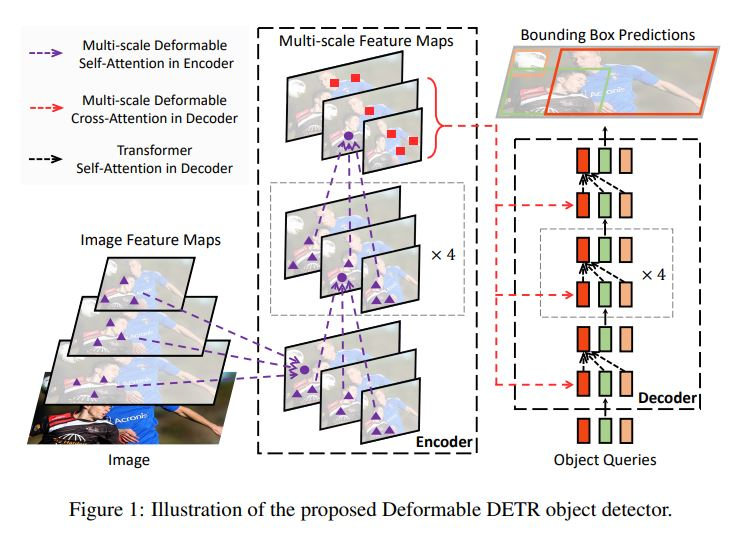 Multi-scale Deformable
Self-Attention in Encoder
Multi-scale Deformable
Cross-Attention in Decoder
Transformer
Self-Attention in Decoder
Multi-scale Feature Maps
Bounding Box Predictions
Acronis
× 4
× 4
Image Feature Maps
Acronis
Encoder
Decoder
Image
Object Queries
Figure 1: Illustration of the proposed Deformable DETR object detector.